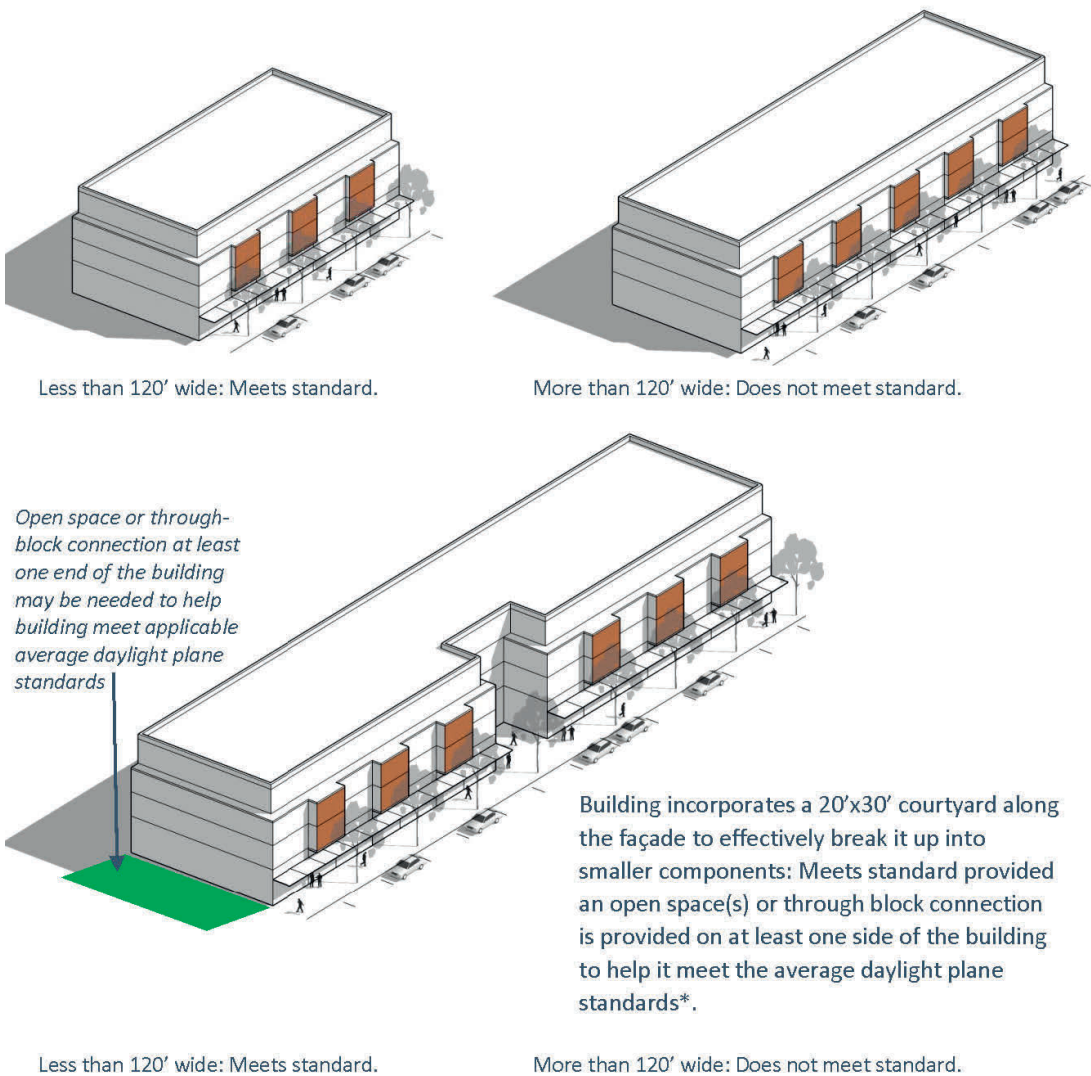 Less than 120’ wide: Meets standard.
More than 120’ wide: Does not meet standard.
Open space or through-
block connection at least
one end of the building
may be needed to help
building meet applicable
average daylight plane
standards
Building incorporates a 20’x30’ courtyard along
the façade to effectively break it up into
smaller components: Meets standard provided
an open space(s) or through block connection
is provided on at least one side of the building
to help it meet the average daylight plane
standards*.
Less than 120’ wide: Meets standard.
More than 120’ wide: Does not meet standard.